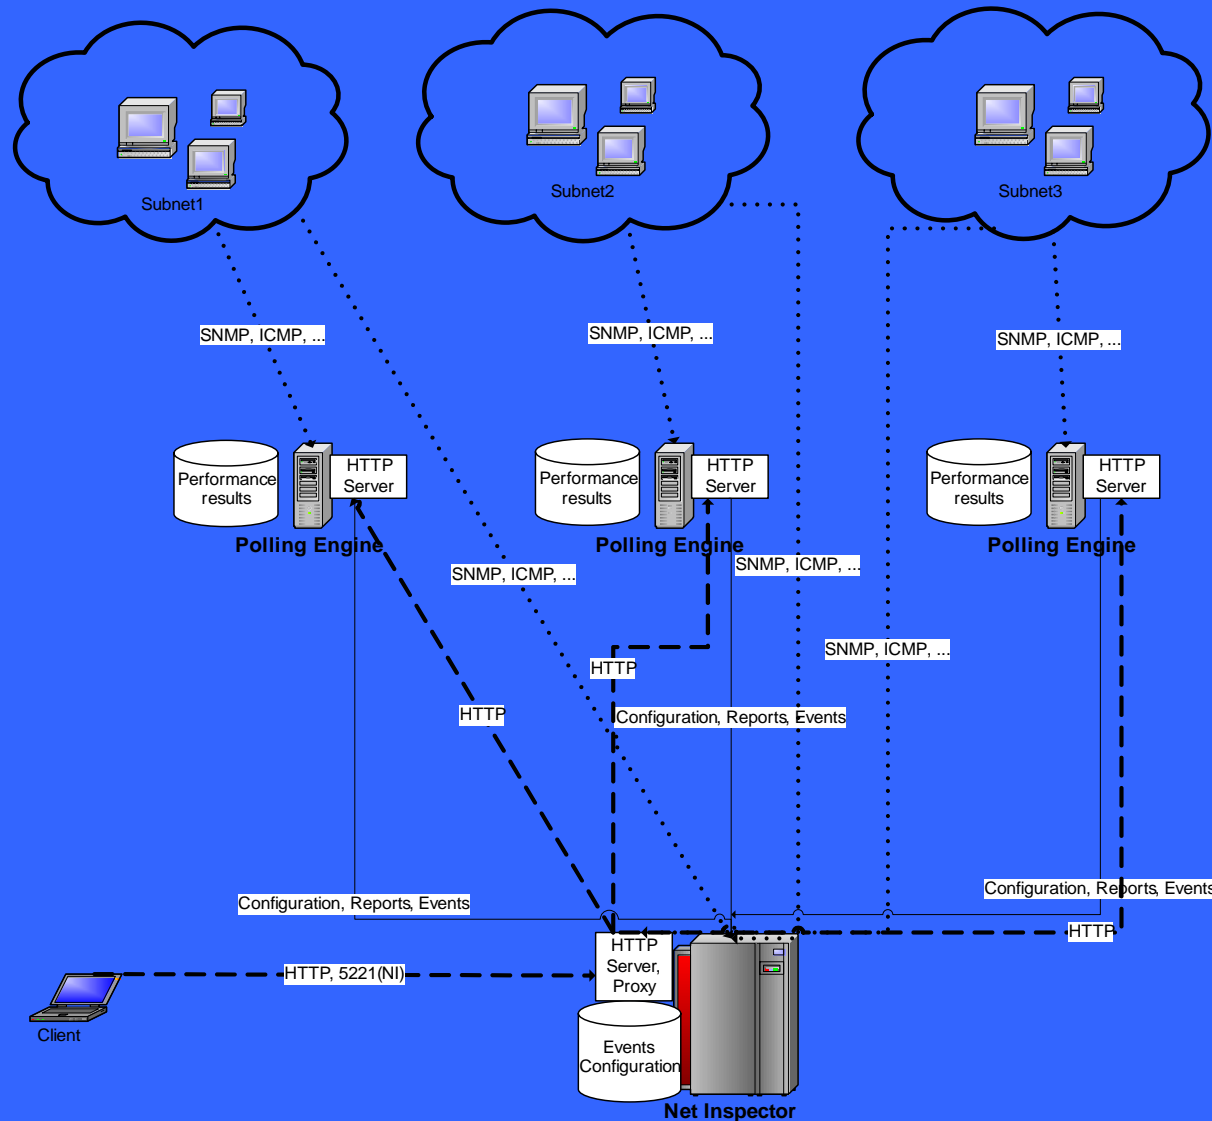 Subnet1
Subnet2
Subnet3
SNMP, ICMP, ...
SNMP, ICMP, ...
SNMP, ICMP, ...
Performance
results
HTTP
Server
Polling Engine
Performance
results
HTTP
Server
Polling Engine
Performance
results
HTTP
Server
Polling Engine
SNMP, ICMP, ...
SNMP, ICMP, ...
SNMP, ICMP, ...
HTTP
HTTP
Configuration, Reports, Events
Configuration, Reports, Events
Configuration, Reports, Events
HTTP
HTTP, 5221(NI)
HTTP
Server,
Proxy
Client
Events
Configuration
Net Inspector